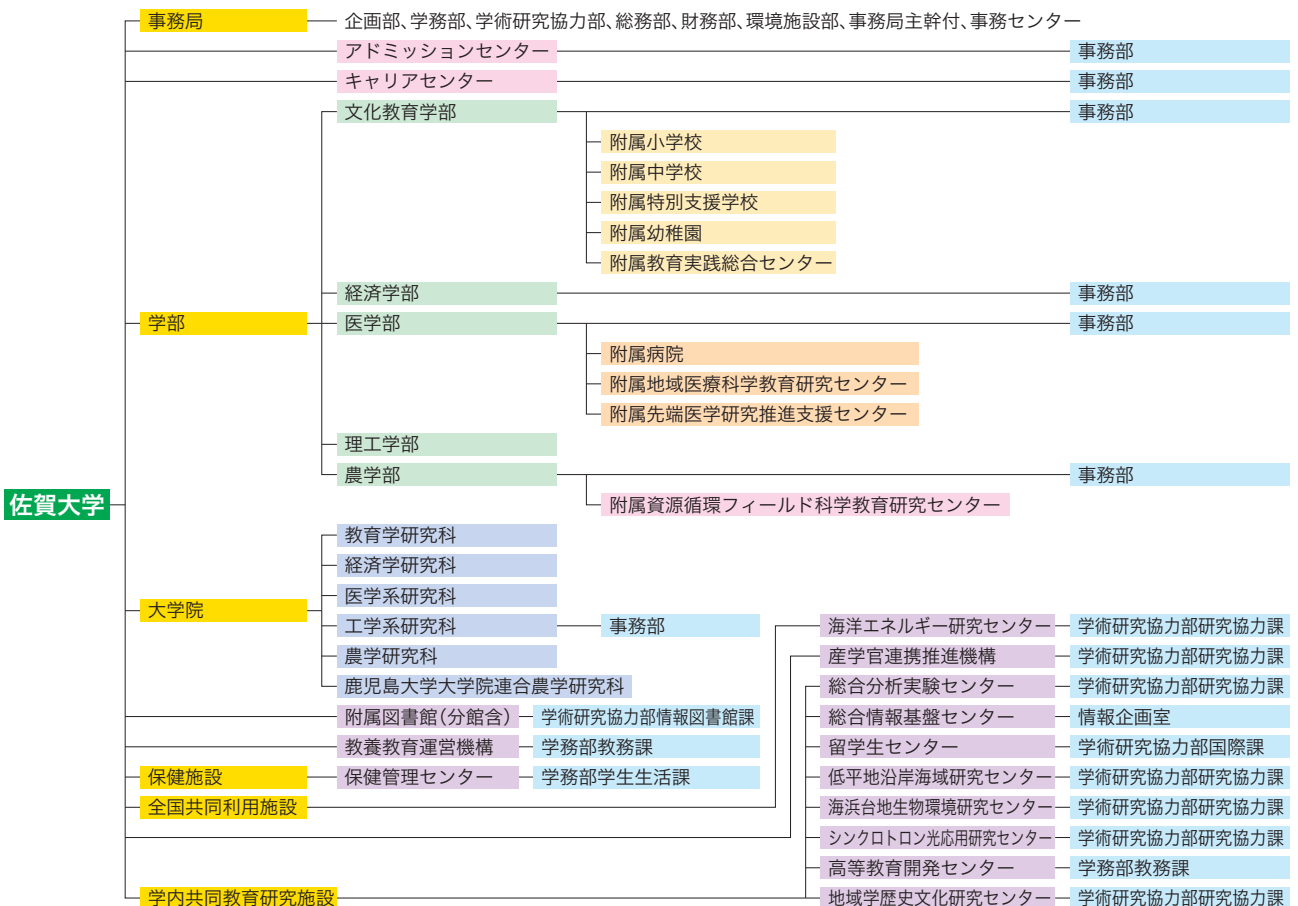 事務局
企画部、学務部、学術研究協力部、総務部、財務部、環境施設部、事務局主幹付、事務センター
アドミッションセンター
事務部
キャリアセンター
事務部
文化教育学部
事務部
附属小学校
附属中学校
附属特別支援学校
附属幼稚園
附属教育実践総合センター
経済学部
事務部
学部
医学部
事務部
附属病院
附属地域医療科学教育研究センター
附属先端医学研究推進支援センター
理工学部
農学部
事務部
佐賀大学
附属資源循環フィールド科学教育研究センター
教育学研究科
経済学研究科
医学系研究科
大学院
工学系研究科
事務部
海洋エネルギー研究センター
学術研究協力部研究協力課
農学研究科
産学官連携推進機構
学術研究協力部研究協力課
鹿児島大学大学院連合農学研究科
総合分析実験センター
学術研究協力部研究協力課
附属図書館(分館含)
学術研究協力部情報図書館課
総合情報基盤センター
情報企画室
教養教育運営機構
学務部教務課
留学生センター
学術研究協力部国際課
保健施設
保健管理センター
学務部学生生活課
低平地沿岸海域研究センター
学術研究協力部研究協力課
全国共同利用施設
海浜台地生物環境研究センター
学術研究協力部研究協力課
シンクロトロン光応用研究センター
学術研究協力部研究協力課
高等教育開発センター
学務部教務課
学内共同教育研究施設
地域学歴史文化研究センター
学術研究協力部研究協力課